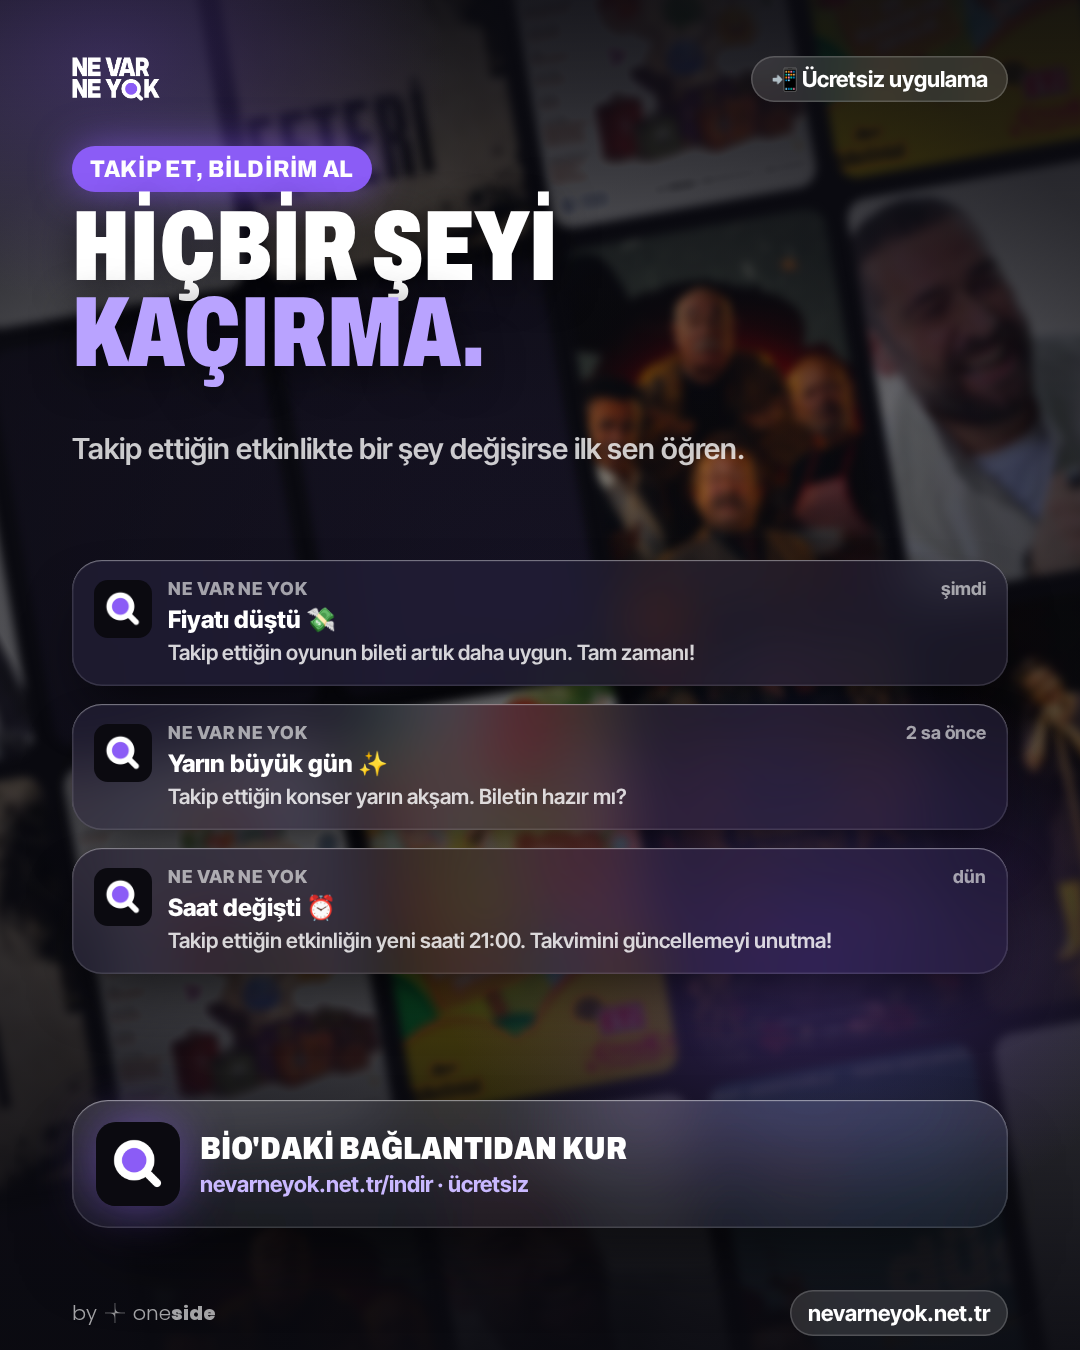 NE VAR
NE YOK
📲 Ücretsiz uygulama
TAKİP ET, BİLDİRİM AL
HİÇBİR ŞEYİ
KAÇIRMA.
Takip ettiğin etkinlikte bir şey değişirse ilk sen öğren.
NE VAR NE YOK
şimdi
Fiyatı düştü 💸
Takip ettiğin oyunun bileti artık daha uygun. Tam zamanı!
NE VAR NE YOK
2 sa önce
Yarın büyük gün ✨
Takip ettiğin konser yarın akşam. Biletin hazır mı?
NE VAR NE YOK
dün
Saat değişti ⏰
Takip ettiğin etkinliğin yeni saati 21:00. Takvimini güncellemeyi unutma!
BİO'DAKİ BAĞLANTIDAN KUR
nevarneyok.net.tr/indir · ücretsiz
by oneside
nevarneyok.net.tr